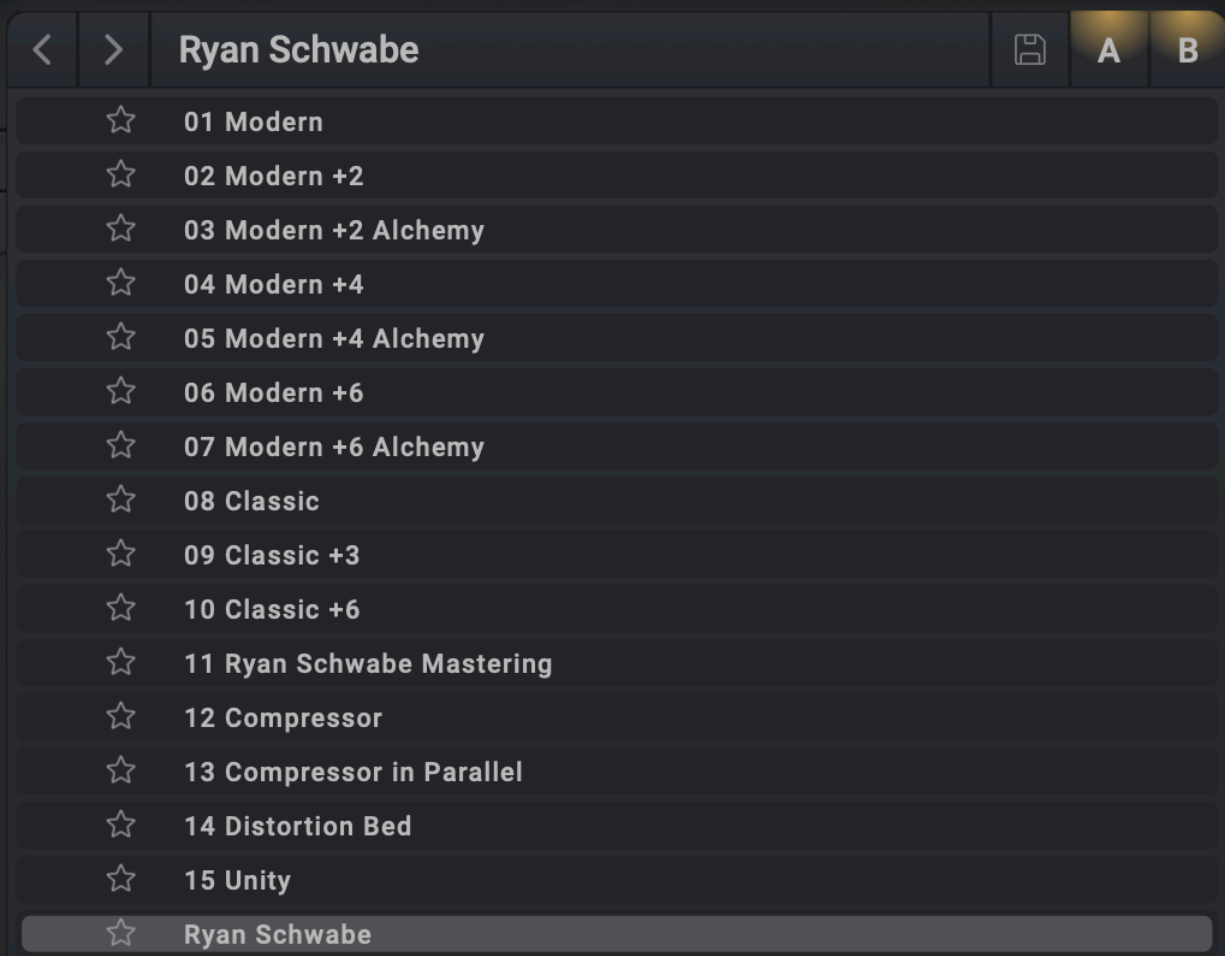 Ryan Schwabe
A
B
01 Modern
02 Modern +2
03 Modern +2 Alchemy
04 Modern +4
05 Modern +4 Alchemy
06 Modern +6
07 Modern +6 Alchemy
08 Classic
09 Classic +3
10 Classic +6
11 Ryan Schwabe Mastering
12 Compressor
13 Compressor in Parallel
14 Distortion Bed
15 Unity
Ryan Schwabe